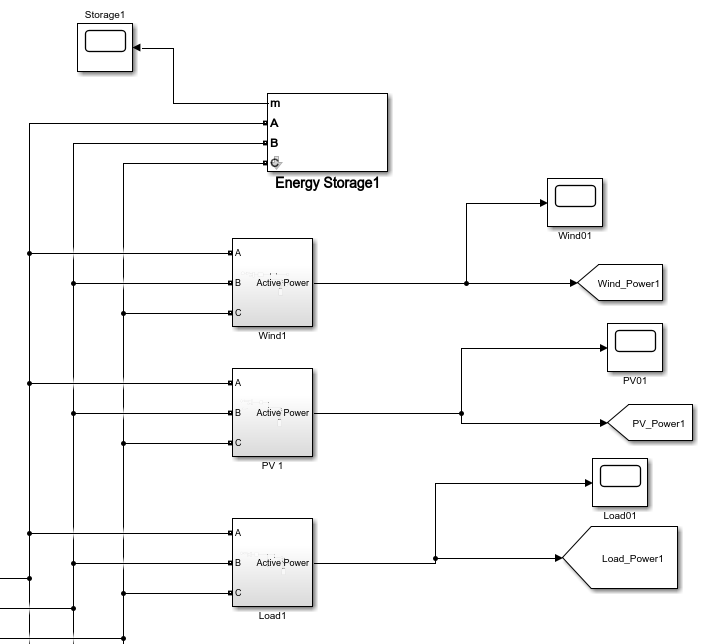 Storage1
m
A
B
C
Energy Storage1
Wind01
A
B
Active Power
C
Wind1
Wind_Power1
PV01
A
B
Active Power
C
PV 1
PV_Power1
Load01
A
B
Active Power
C
Load1
Load_Power1